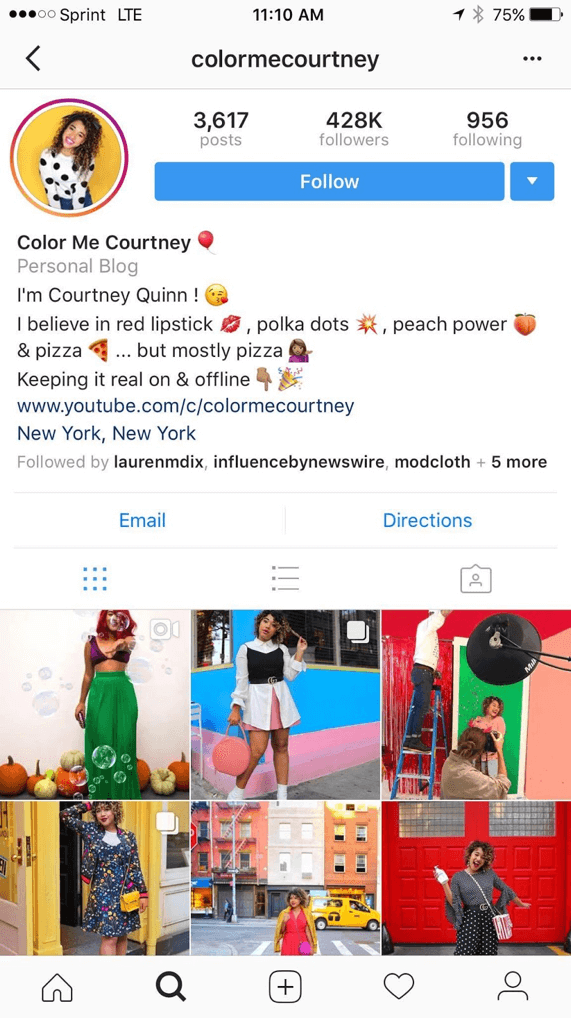 Sprint LTE 11:10 AM 75%
colormecourtney
3,617 428K 956
posts followers following
Follow
Color Me Courtney 🎈
Personal Blog
I'm Courtney Quinn ! 😘
I believe in red lipstick 💋 , polka dots 💥 , peach power 🍑
& pizza 🍕 ... but mostly pizza 💁🏽
Keeping it real on & offline 👇🏽🎉
www.youtube.com/c/colormecourtney
New York, New York
Followed by laurenmdix, influencebynewswire, modcloth + 5 more
Email Directions